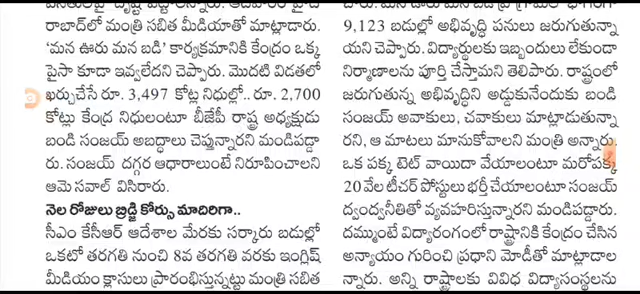 రాబాద్‌లో మంత్రి సబిత మీడియాతో మాట్లాడారు.
‘మన ఊరు మన బడి’ కార్యక్రమానికి కేంద్రం ఒక్క
పైసా కూడా ఇవ్వలేదని చెప్పారు. మొదటి విడతలో
ఖర్చుచేసే రూ. 3,497 కోట్ల నిధుల్లో.. రూ. 2,700
కోట్లు కేంద్ర నిధులంటూ బీజేపీ రాష్ట్ర అధ్యక్షుడు
బండి సంజయ్ అబద్ధాలు చెప్తున్నారని మండిపడ్డా
రు. సంజయ్ దగ్గర ఆధారాలుంటే నిరూపించాలని
ఆమె సవాల్ విసిరారు.
నెల రోజులు బ్రిడ్జి కోర్సు మాదిరిగా..
సీఎం కేసీఆర్ ఆదేశాల మేరకు సర్కారు బడుల్లో
ఒకటో తరగతి నుంచి 8వ తరగతి వరకు ఇంగ్లిష్
మీడియం క్లాసులు ప్రారంభిస్తున్నట్టు మంత్రి సబిత
9,123 బడుల్లో అభివృద్ధి పనులు జరుగుతున్నా
యని చెప్పారు. విద్యార్థులకు ఇబ్బందులు లేకుండా
నిర్మాణాలను పూర్తి చేస్తామని తెలిపారు. రాష్ట్రంలో
జరుగుతున్న అభివృద్ధిని అడ్డుకునేందుకు బండి
సంజయ్ అవాకులు, చవాకులు మాట్లాడుతున్నా
రని, ఆ మాటలు మానుకోవాలని మంత్రి అన్నారు.
ఒక పక్క టెట్ వాయిదా వేయాలంటూ మరోపక్క
20 వేల టీచర్ పోస్టులు భర్తీ చేయాలంటూ సంజయ్
ద్వంద్వనీతితో వ్యవహరిస్తున్నారని మండిపడ్డారు.
దమ్ముంటే విద్యారంగంలో రాష్ట్రానికి కేంద్రం చేసిన
అన్యాయం గురించి ప్రధాని మోడీతో మాట్లాడాల
న్నారు. అన్ని రాష్ట్రాలకు వివిధ విద్యాసంస్థలను